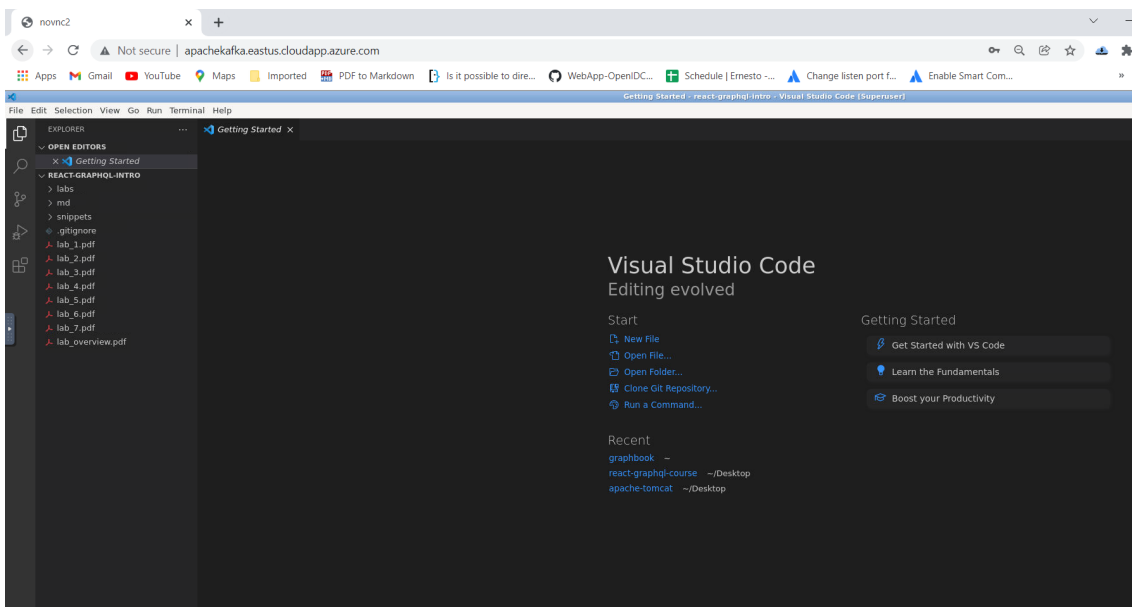 novnc2
Not secure | apachekafka.eastus.cloudapp.azure.com
Apps Gmail YouTube Maps Imported PDF to Markdown Is it possible to dire... WebApp-OpenIDC... Schedule | Ernesto -... Change listen port f... Enable Smart Com... »
Getting Started - react-graphql-intro - Visual Studio Code [Superuser]
File Edit Selection View Go Run Terminal Help
EXPLORER ... Getting Started
OPEN EDITORS
Getting Started
REACT-GRAPHQL-INTRO
labs
md
snippets
.gitignore
lab_1.pdf
lab_2.pdf
lab_3.pdf
lab_4.pdf
lab_5.pdf
lab_6.pdf
lab_7.pdf
lab_overview.pdf
Visual Studio Code
Editing evolved
Start
New File
Open File...
Open Folder...
Clone Git Repository...
Run a Command...
Recent
graphbook ~
react-graphql-course ~/Desktop
apache-tomcat ~/Desktop
Getting Started
Get Started with VS Code
Learn the Fundamentals
Boost your Productivity